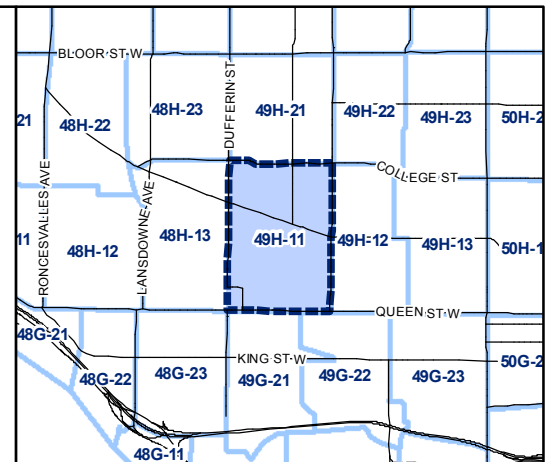 BLOOR ST W
DUFFERIN ST
48H-23
49H-21
49H-22
49H-23
50H-2
21
48H-22
COLLEGE ST
RONCESVALLES AVE
LANSDOWNE AVE
11
48H-12
48H-13
49H-11
49H-12
49H-13
50H-1
QUEEN ST W
48G-21
KING ST W
48G-22
48G-23
49G-21
49G-22
49G-23
50G-2
48G-11